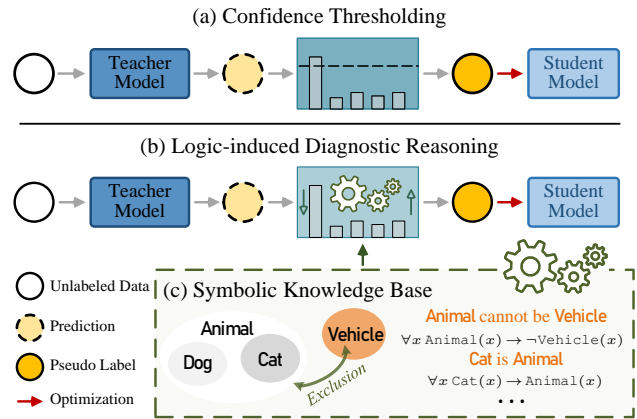 (a) Confidence Thresholding
Teacher
Model
Student
Model
(b) Logic-induced Diagnostic Reasoning
Teacher
Model
Student
Model
Unlabeled Data
Prediction
Pseudo Label
Optimization
(c) Symbolic Knowledge Base
Animal
Dog
Cat
Vehicle
Exclusion
Animal cannot be Vehicle
∀x Animal(x) → ¬Vehicle(x)
Cat is Animal
∀x Cat(x) → Animal(x)
•••